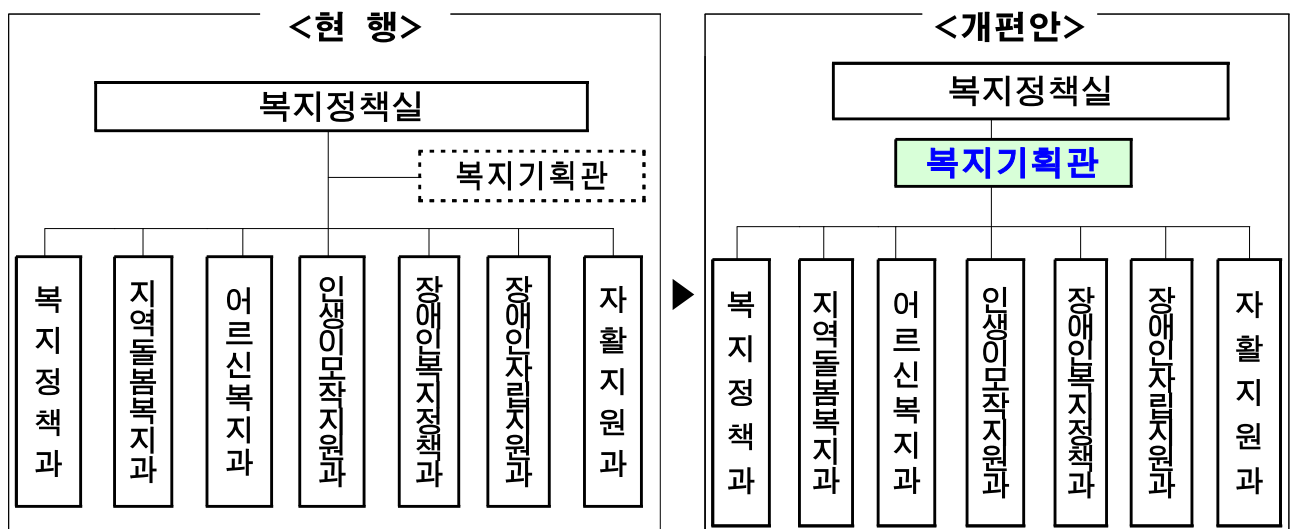 <현 행>
복지정책실
복지기획관
복지정책과
지역돌봄복지과
어르신복지과
인생이모작지원과
장애인복지정책과
장애인자립지원과
자활지원과
<개편안>
복지정책실
복지기획관
복지정책과
지역돌봄복지과
어르신복지과
인생이모작지원과
장애인복지정책과
장애인자립지원과
자활지원과